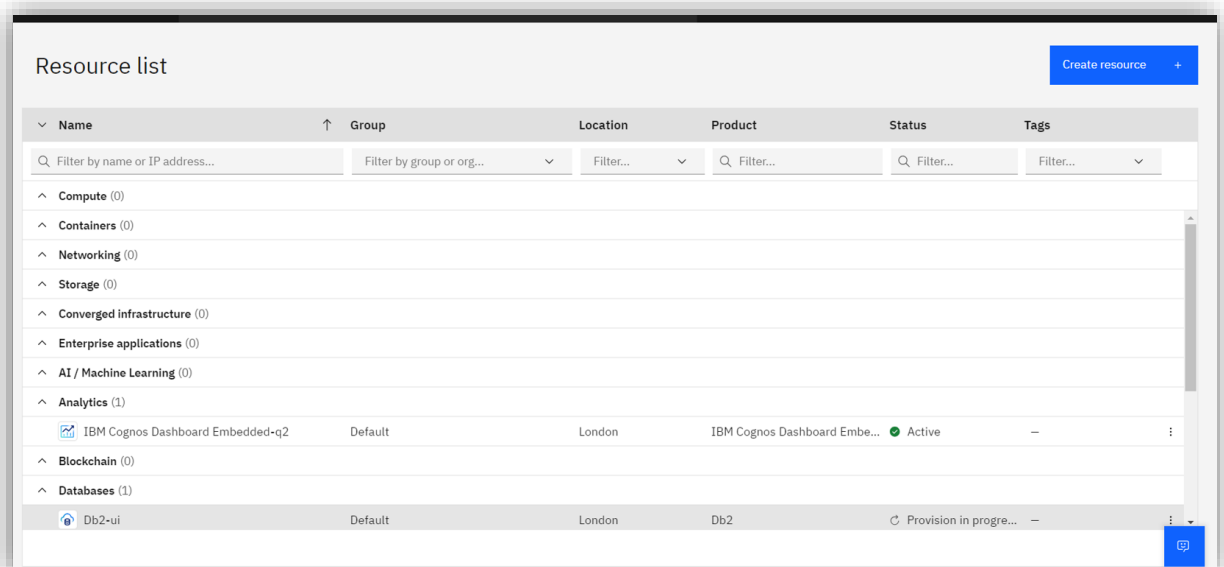 Resource list
Create resource +
Name Group Location Product Status Tags
Filter by name or IP address... Filter by group or org... Filter... Filter... Filter... Filter...
Compute (0)
Containers (0)
Networking (0)
Storage (0)
Converged infrastructure (0)
Enterprise applications (0)
AI / Machine Learning (0)
Analytics (1)
IBM Cognos Dashboard Embedded-q2 Default London IBM Cognos Dashboard Embe... Active –
Blockchain (0)
Databases (1)
Db2-ui Default London Db2 Provision in progre... –